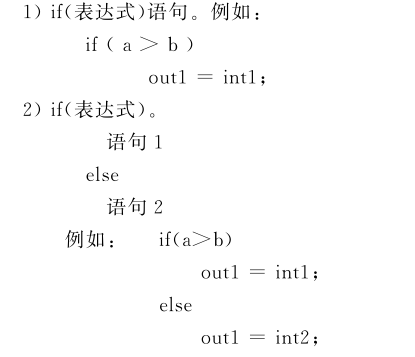 1) if(表达式)语句。例如:
if ( a > b )
out1 = int1;
2) if(表达式)。
语句 1
else
语句 2
例如: if(a>b)
out1 = int1;
else
out1 = int2;